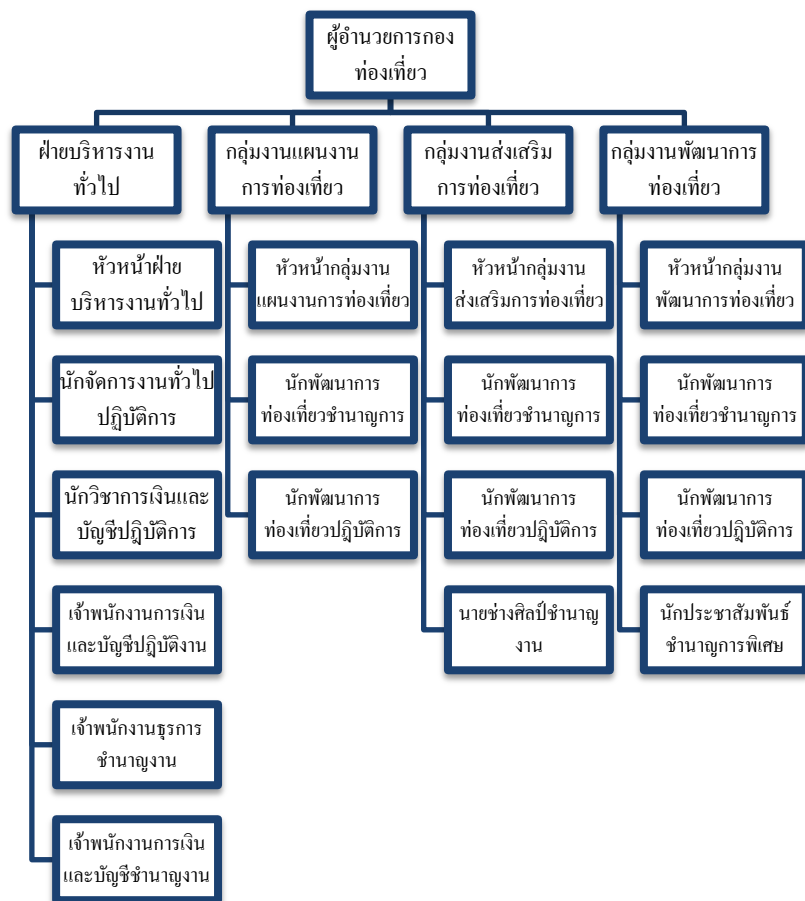 ผู้อำนวยการกอง
ท่องเที่ยว
ฝ่ายบริหารงาน
ทั่วไป
กลุ่มงานแผนงาน
การท่องเที่ยว
กลุ่มงานส่งเสริม
การท่องเที่ยว
กลุ่มงานพัฒนาการ
ท่องเที่ยว
หัวหน้าฝ่าย
บริหารงานทั่วไป
นักจัดการงานทั่วไป
ปฏิบัติการ
นักวิชาการเงินและ
บัญชีปฏิบัติการ
เจ้าพนักงานการเงิน
และบัญชีปฏิบัติงาน
เจ้าพนักงานธุรการ
ชำนาญงาน
เจ้าพนักงานการเงิน
และบัญชีชำนาญงาน
หัวหน้ากลุ่มงาน
แผนงานการท่องเที่ยว
นักพัฒนาการ
ท่องเที่ยวชำนาญการ
นักพัฒนาการ
ท่องเที่ยวปฏิบัติการ
หัวหน้ากลุ่มงาน
ส่งเสริมการท่องเที่ยว
นักพัฒนาการ
ท่องเที่ยวชำนาญการ
นักพัฒนาการ
ท่องเที่ยวปฏิบัติการ
นายช่างศิลป์ชำนาญ
งาน
หัวหน้ากลุ่มงาน
พัฒนาการท่องเที่ยว
นักพัฒนาการ
ท่องเที่ยวชำนาญการ
นักพัฒนาการ
ท่องเที่ยวปฏิบัติการ
นักประชาสัมพันธ์
ชำนาญการพิเศษ